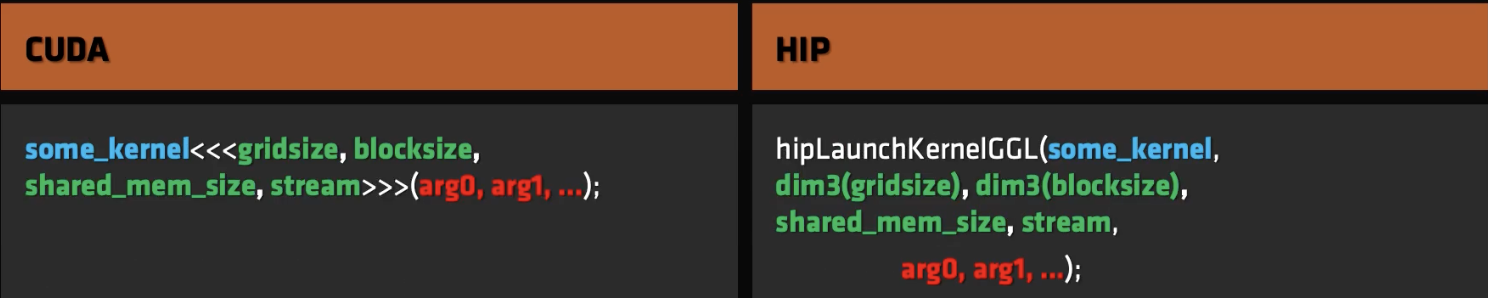 CUDA
some_kernel<<<gridsize, blocksize,
shared_mem_size, stream>>>(arg0, arg1, ...);
HIP
hipLaunchKernelGGL(some_kernel,
dim3(gridsize), dim3(blocksize),
shared_mem_size, stream,
arg0, arg1, ...);